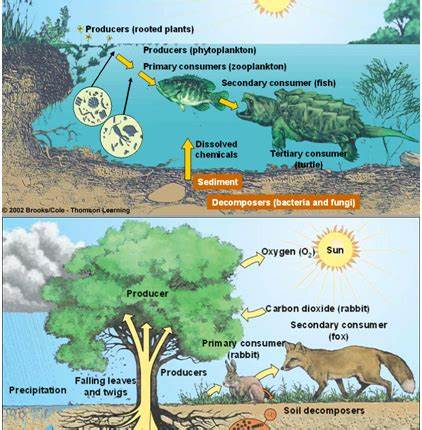 Producers (rooted plants)
Producers (phytoplankton)
Primary consumers (zooplankton)
Secondary consumer (fish)
Dissolved
chemicals
Tertiary consumer
(turtle)
Sediment
Decomposers (bacteria and fungi)
© 2002 Brooks/Cole - Thomson Learning
Oxygen (O₂)
Sun
Producer
Carbon dioxide (rabbit)
Secondary consumer
(fox)
Primary consumer
(rabbit)
Producers
Precipitation
Falling leaves
and twigs
Soil decomposers